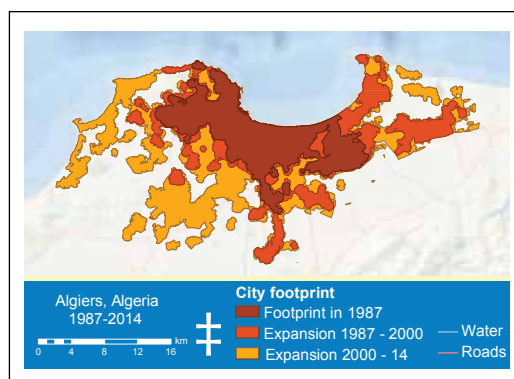 Algiers, Algeria
1987-2014
km
0 4 8 12 16
City footprint
Footprint in 1987
Expansion 1987 - 2000
Expansion 2000 - 14
Water
Roads